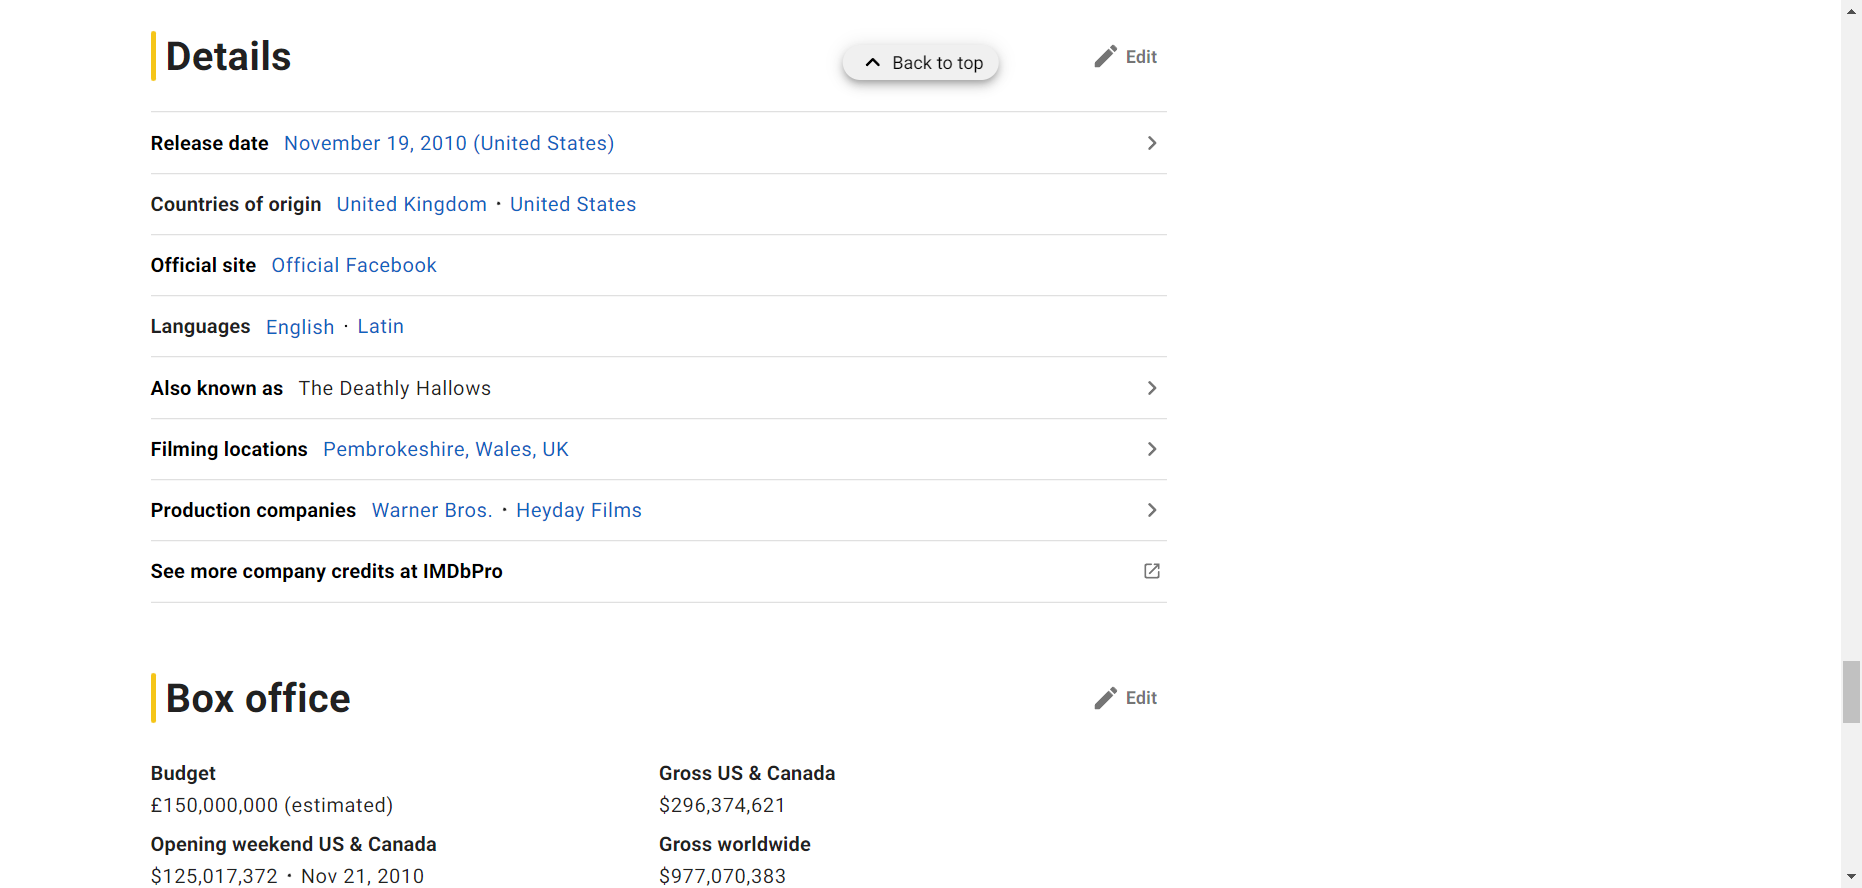 Details
Back to top
Edit
Release date November 19, 2010 (United States)
Countries of origin United Kingdom · United States
Official site Official Facebook
Languages English · Latin
Also known as The Deathly Hallows
Filming locations Pembrokeshire, Wales, UK
Production companies Warner Bros. · Heyday Films
See more company credits at IMDbPro
Box office
Edit
Budget
£150,000,000 (estimated)
Gross US & Canada
$296,374,621
Opening weekend US & Canada
$125,017,372 · Nov 21, 2010
Gross worldwide
$977,070,383